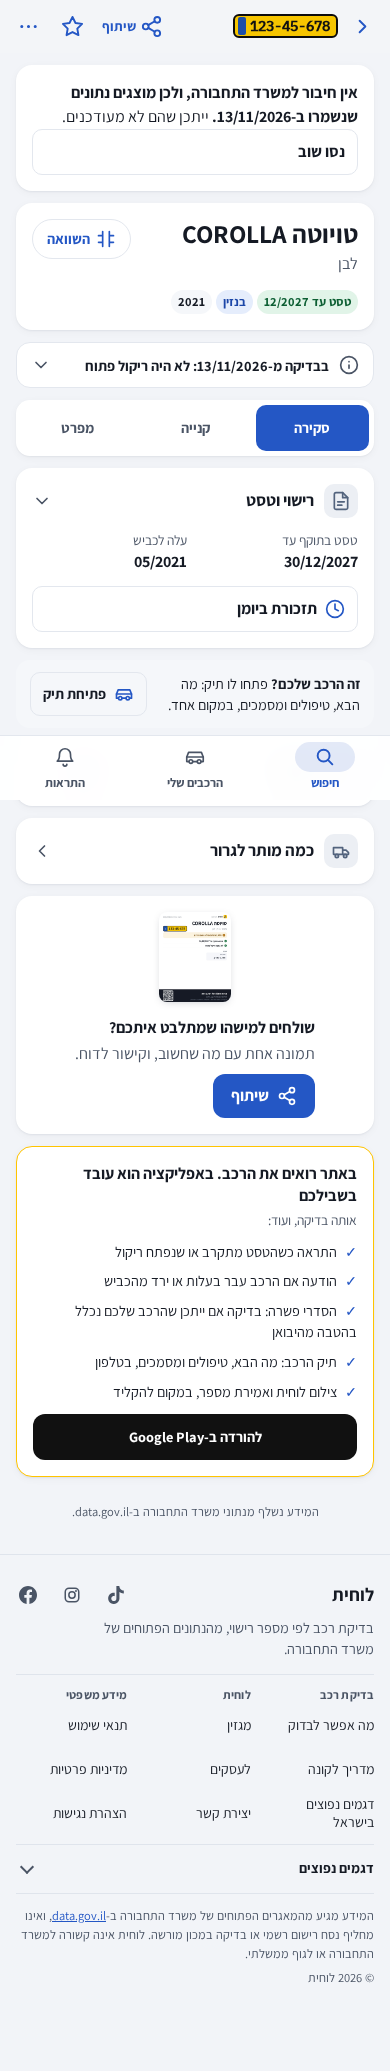 123-45-678
שיתוף
אין חיבור למשרד התחבורה, ולכן מוצגים נתונים
שנשמרו ב-13/11/2026. ייתכן שהם לא מעודכנים.
נסו שוב
טויוטה COROLLA
השוואה
לבן
טסט עד 12/2027
בנזין
2021
בבדיקה מ-13/11/2026: לא היה ריקול פתוח
סקירה
קנייה
מפרט
רישוי וטסט
טסט בתוקף עד
עלה לכביש
30/12/2027
05/2021
תזכורת ביומן
זה הרכב שלכם? פתחו לו תיק: מה
הבא, טיפולים ומסמכים, במקום אחד.
פתיחת תיק
חיפוש
הרכבים שלי
התראות
כמה מותר לגרור
שולחים למישהו שמתלבט איתכם?
תמונה אחת עם מה שחשוב, וקישור לדוח.
שיתוף
באתר רואים את הרכב. באפליקציה הוא עובד
בשבילכם
אותה בדיקה, ועוד:
✓ התראה כשהטסט מתקרב או שנפתח ריקול
✓ הודעה אם הרכב עבר בעלות או ירד מהכביש
✓ הסדרי פשרה: בדיקה אם ייתכן שהרכב שלכם נכלל
בהטבה מהיבואן
✓ תיק הרכב: מה הבא, טיפולים ומסמכים, בטלפון
✓ צילום לוחית ואמירת מספר, במקום להקליד
להורדה ב-Google Play
המידע נשלף מנתוני משרד התחבורה ב-data.gov.il.
לוחית
בדיקת רכב לפי מספר רישוי, מהנתונים הפתוחים של
משרד התחבורה.
בדיקת רכב
לוחית
מידע משפטי
מה אפשר לבדוק
מגזין
תנאי שימוש
מדריך לקונה
לעסקים
מדיניות פרטיות
דגמים נפוצים
בישראל
יצירת קשר
הצהרת נגישות
דגמים נפוצים
המידע מגיע מהמאגרים הפתוחים של משרד התחבורה ב-data.gov.il, ואינו
מחליף נסח רישום רשמי או בדיקה במכון מורשה. לוחית אינה קשורה למשרד
התחבורה או לגוף ממשלתי.
© 2026 לוחית